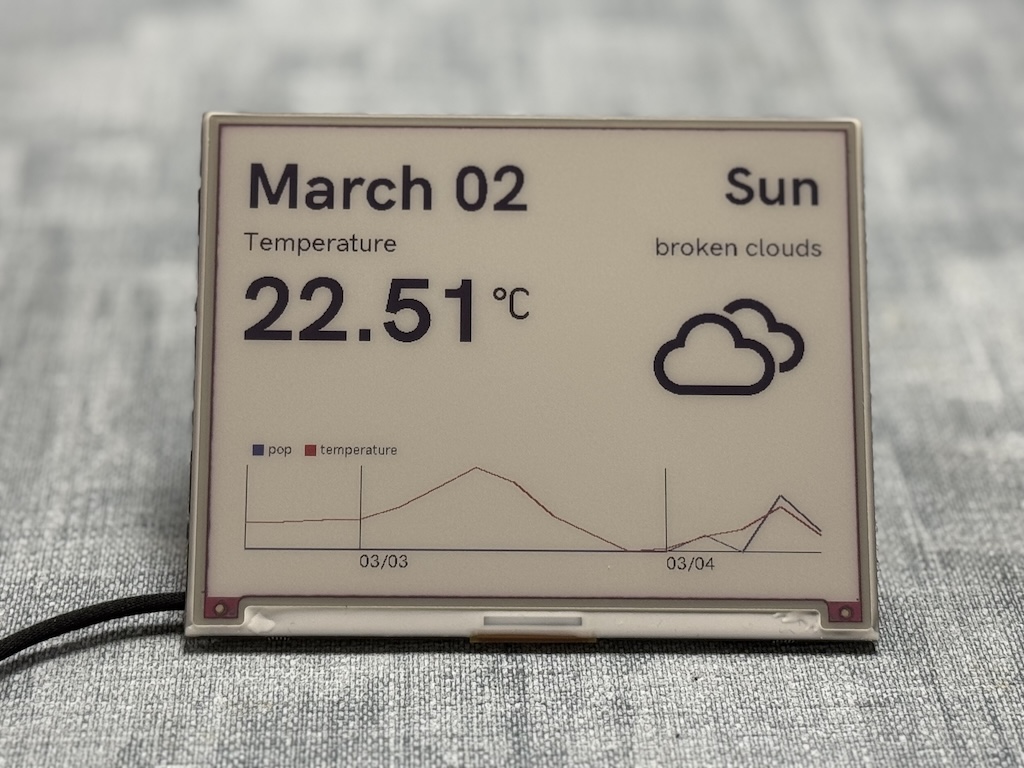 March 02 Sun
Temperature broken clouds
22.51 °C
pop temperature
03/03 03/04